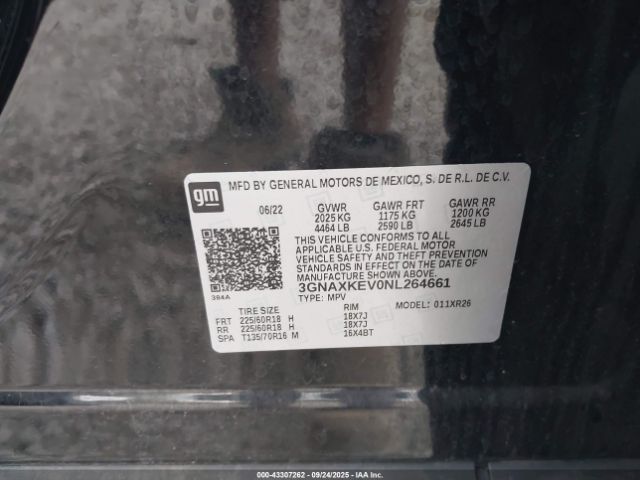 gm
MFD BY GENERAL MOTORS DE MEXICO, S. DE R.L. DE C.V.
06/22 GVWR GAWR FRT GAWR RR
2025 KG 1175 KG 1200 KG
4464 LB 2590 LB 2645 LB
THIS VEHICLE CONFORMS TO ALL
APPLICABLE U.S. FEDERAL MOTOR
VEHICLE SAFETY, BUMPER, AND THEFT
PREVENTION STANDARDS IN EFFECT ON THE DATE OF
MANUFACTURE SHOWN ABOVE.
3GNAXKEV0NL264661
394A
TYPE: MPV MODEL: 011XR26
TIRE SIZE RIM
FRT 225/60R18 H 18X7J
RR 225/60R18 H 18X7J
SPA T135/70R16 M 16X4BT
000-43307262 - 09/24/2025 - IAAI.COM